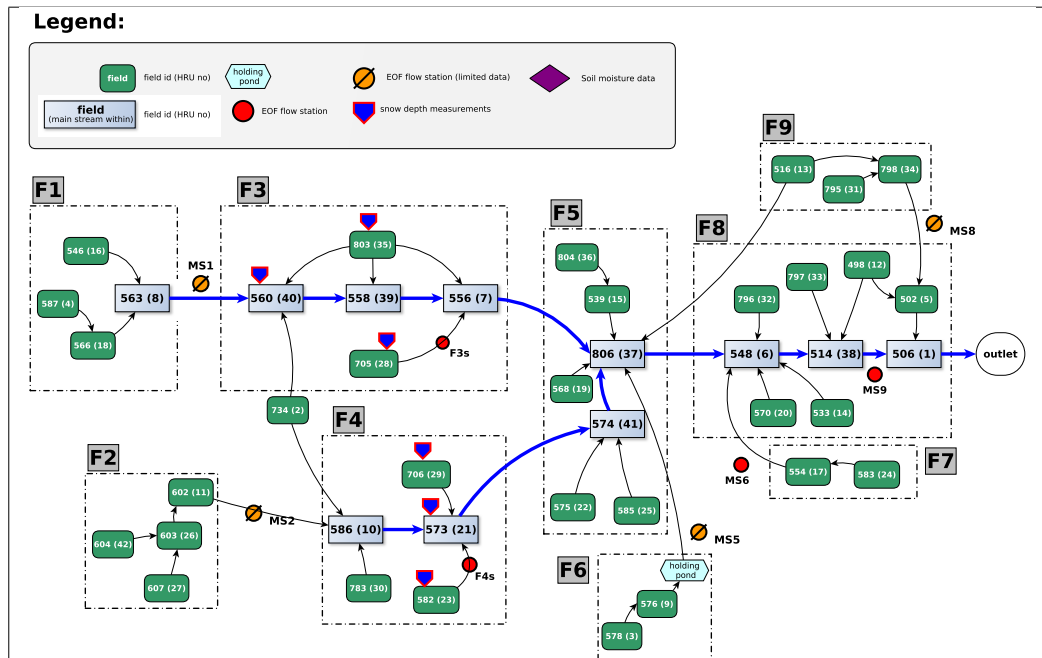 Legend:
field
field id (HRU no)
holding
pond
EOF flow station (limited data)
Soil moisture data
field
(main stream within)
field id (HRU no)
EOF flow station
snow depth measurements
F1
546 (16)
587 (4)
566 (18)
563 (8)
MS1
F3
803 (35)
560 (40)
558 (39)
556 (7)
705 (28)
F3s
734 (2)
F2
602 (11)
604 (42)
603 (26)
607 (27)
MS2
F4
706 (29)
586 (10)
573 (21)
783 (30)
582 (23)
F4s
F5
804 (36)
539 (15)
806 (37)
568 (19)
574 (41)
575 (22)
585 (25)
F6
holding
pond
576 (9)
578 (3)
MS5
F9
516 (13)
798 (34)
795 (31)
MS8
F8
796 (32)
797 (33)
498 (12)
502 (5)
548 (6)
514 (38)
506 (1)
outlet
MS9
570 (20)
533 (14)
F7
554 (17)
583 (24)
MS6